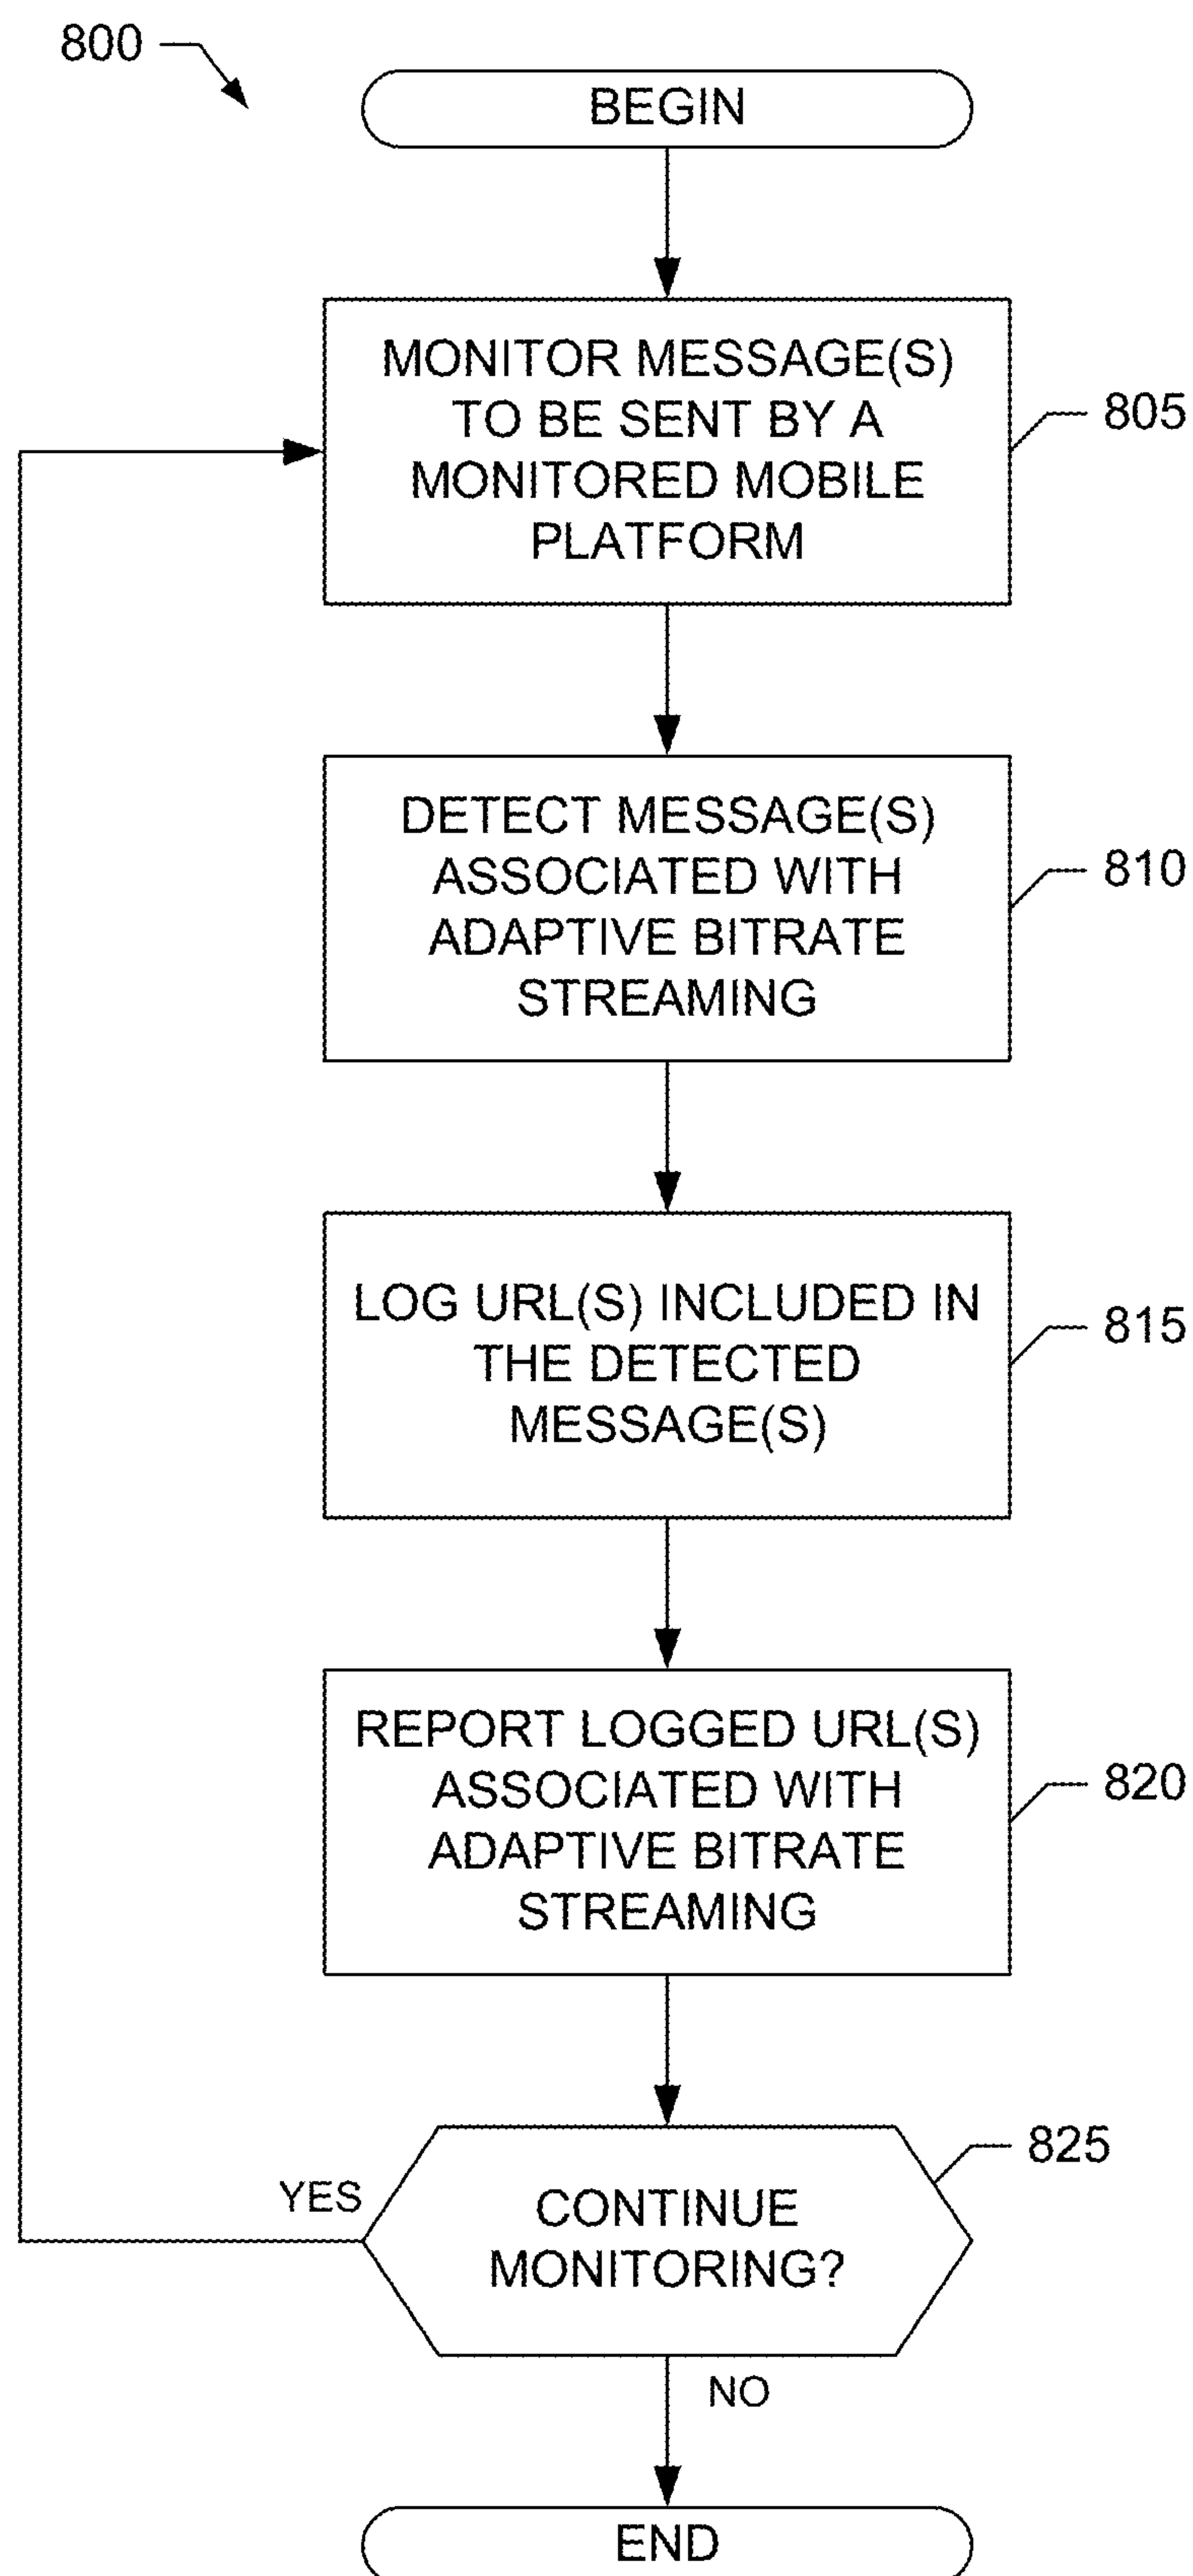 800
BEGIN
MONITOR MESSAGE(S)
TO BE SENT BY A
MONITORED MOBILE
PLATFORM
805
DETECT MESSAGE(S)
ASSOCIATED WITH
ADAPTIVE BITRATE
STREAMING
810
LOG URL(S) INCLUDED IN
THE DETECTED
MESSAGE(S)
815
REPORT LOGGED URL(S)
ASSOCIATED WITH
ADAPTIVE BITRATE
STREAMING
820
825
YES
CONTINUE
MONITORING?
NO
END